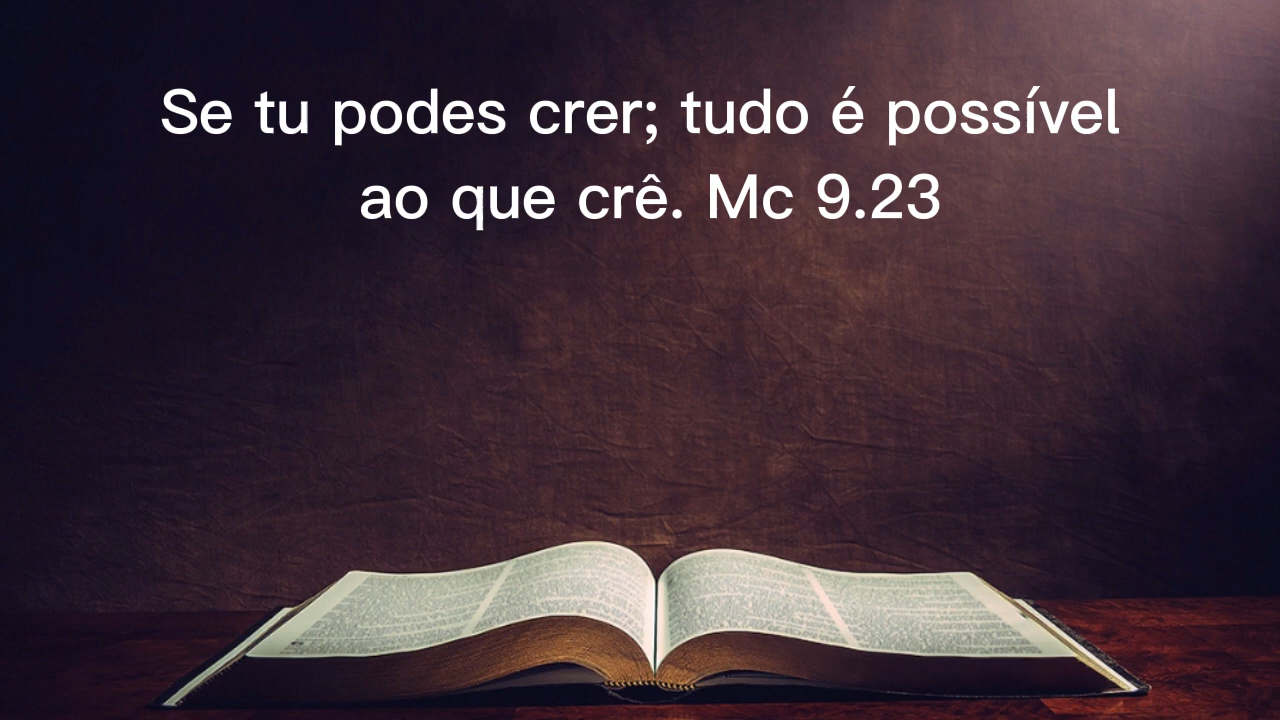 Se tu podes crer; tudo é possível
ao que crê. Mc 9.23